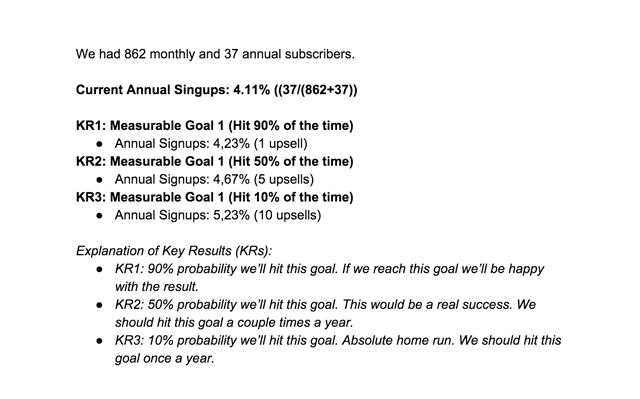 We had 862 monthly and 37 annual subscribers.
Current Annual Singups: 4.11% ((37/(862+37))
KR1: Measurable Goal 1 (Hit 90% of the time)
● Annual Signups: 4,23% (1 upsell)
KR2: Measurable Goal 1 (Hit 50% of the time)
● Annual Signups: 4,67% (5 upsells)
KR3: Measurable Goal 1 (Hit 10% of the time)
● Annual Signups: 5,23% (10 upsells)
Explanation of Key Results (KRs):
● KR1: 90% probability we'll hit this goal. If we reach this goal we'll be happy
with the result.
● KR2: 50% probability we'll hit this goal. This would be a real success. We
should hit this goal a couple times a year.
● KR3: 10% probability we'll hit this goal. Absolute home run. We should hit this
goal once a year.